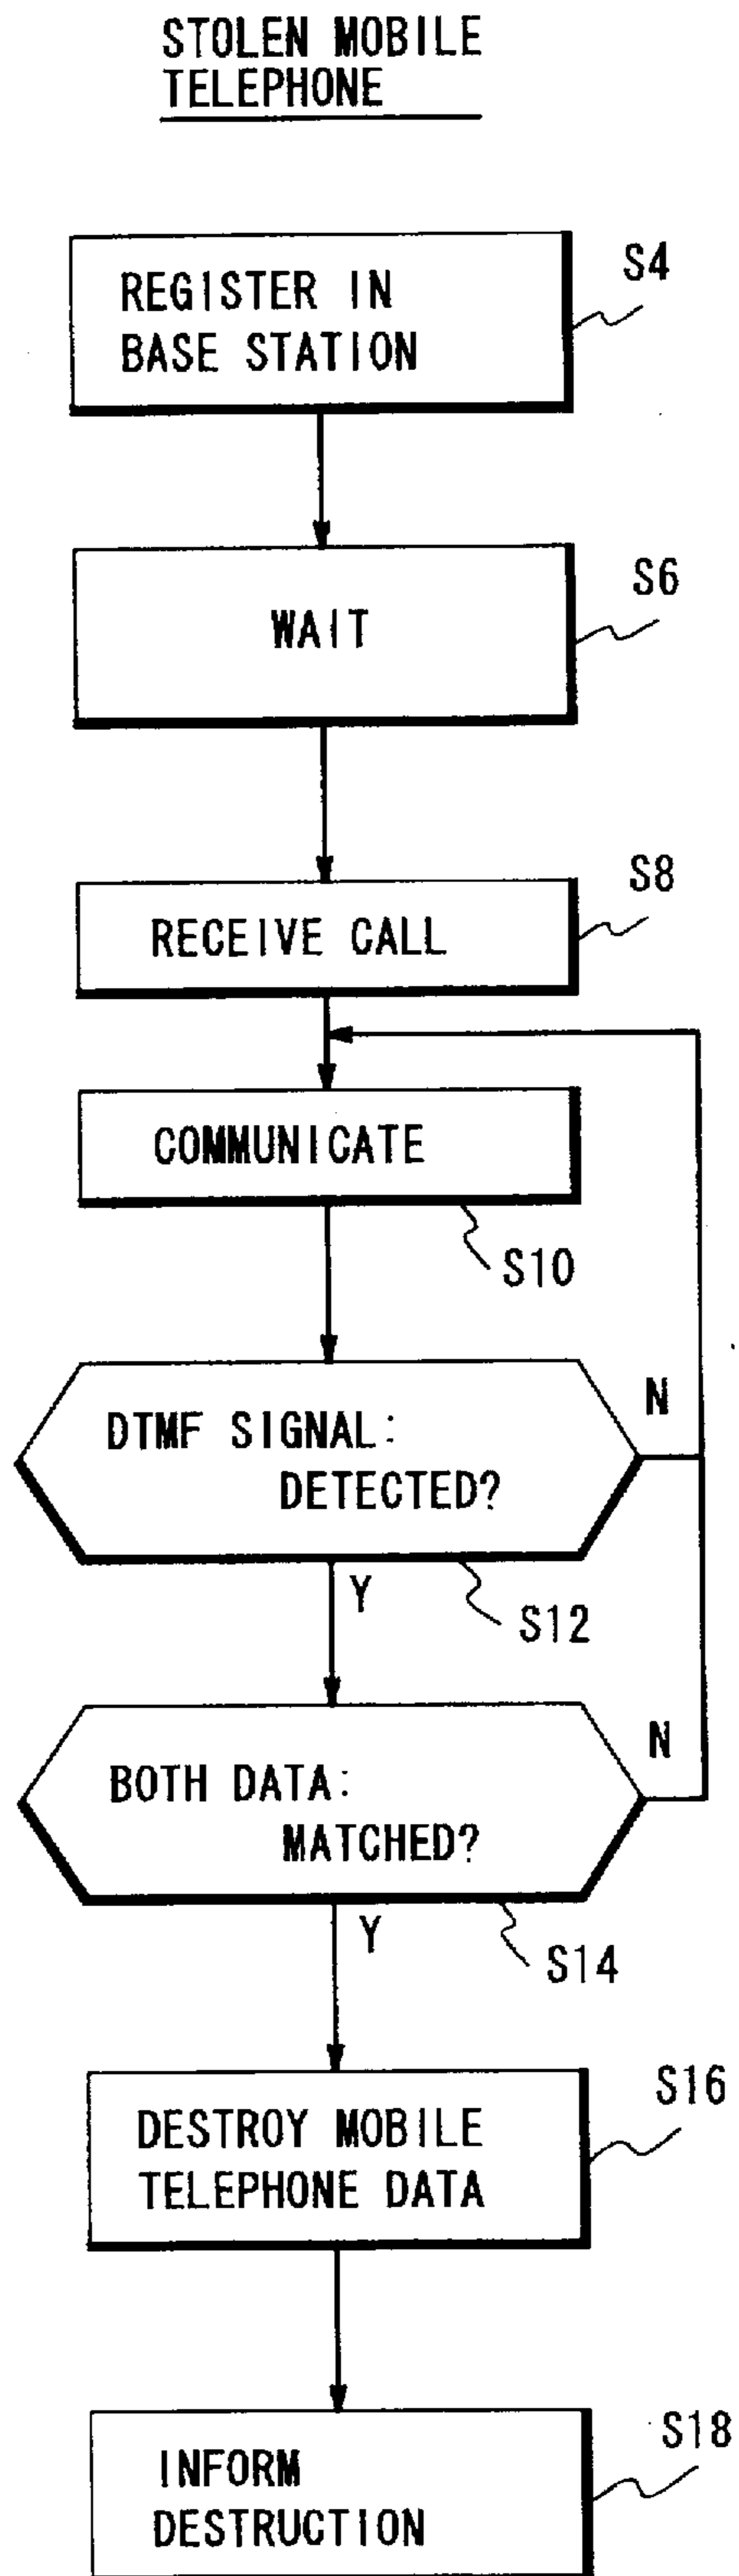 STOLEN MOBILE
TELEPHONE
REGISTER IN
BASE STATION
S4
WAIT
S6
RECEIVE CALL
S8
COMMUNICATE
S10
DTMF SIGNAL:
DETECTED?
N
Y
S12
BOTH DATA:
MATCHED?
N
Y
S14
DESTROY MOBILE
TELEPHONE DATA
S16
INFORM
DESTRUCTION
S18